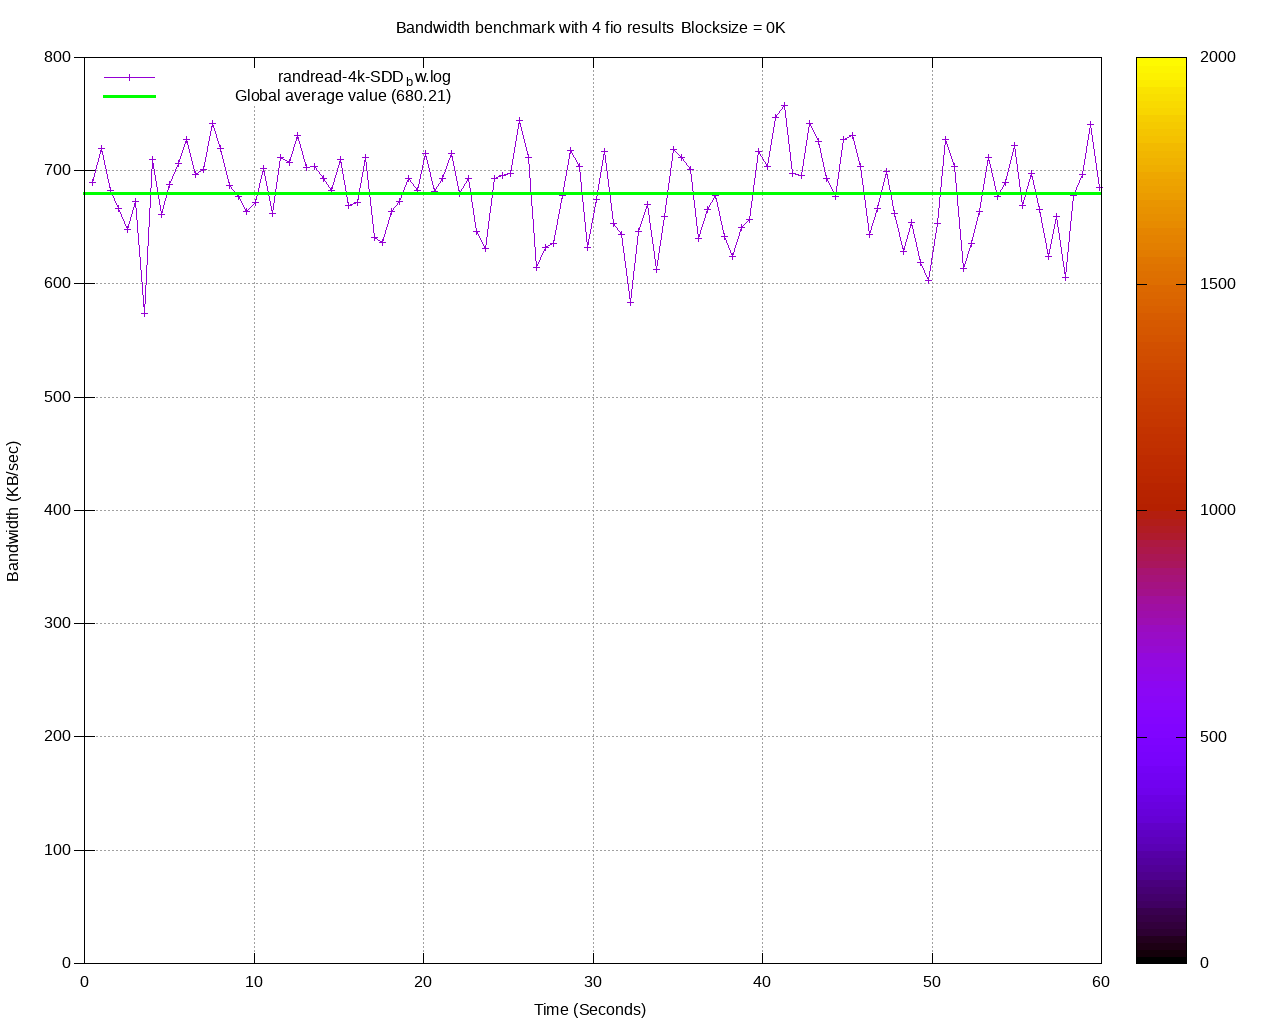 Bandwidth benchmark with 4 fio results Blocksize = 0K
randread-4k-SDD_bw.log
Global average value (680.21)
Bandwidth (KB/sec)
800
700
600
500
400
300
200
100
0
0 10 20 30 40 50 60
Time (Seconds)
2000
1500
1000
500
0